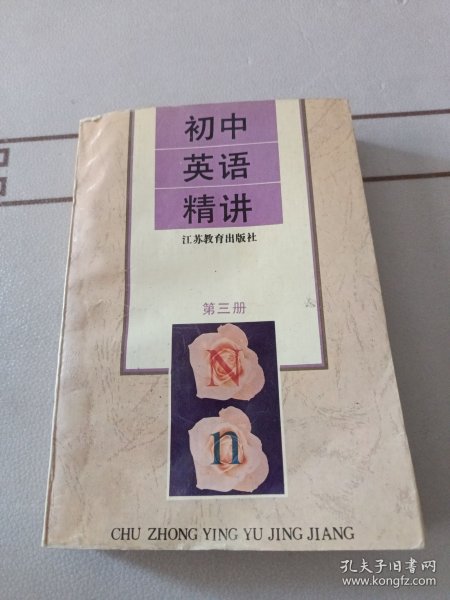 初中
英语
精讲
江苏教育出版社
第三册
N
n
CHU ZHONG YING YU JING JIANG
孔夫子旧书网
www.kongfz.com